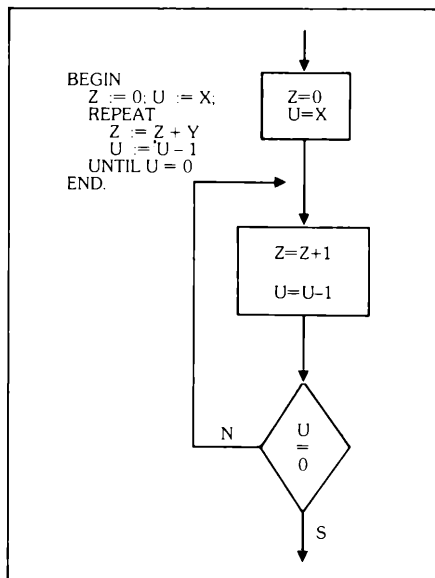 BEGIN
Z := 0; U := X;
REPEAT
Z := Z + Y
U := U – 1
UNTIL U = 0
END.
Z=0
U=X
Z=Z+1
U=U-1
U
=
0
N
S